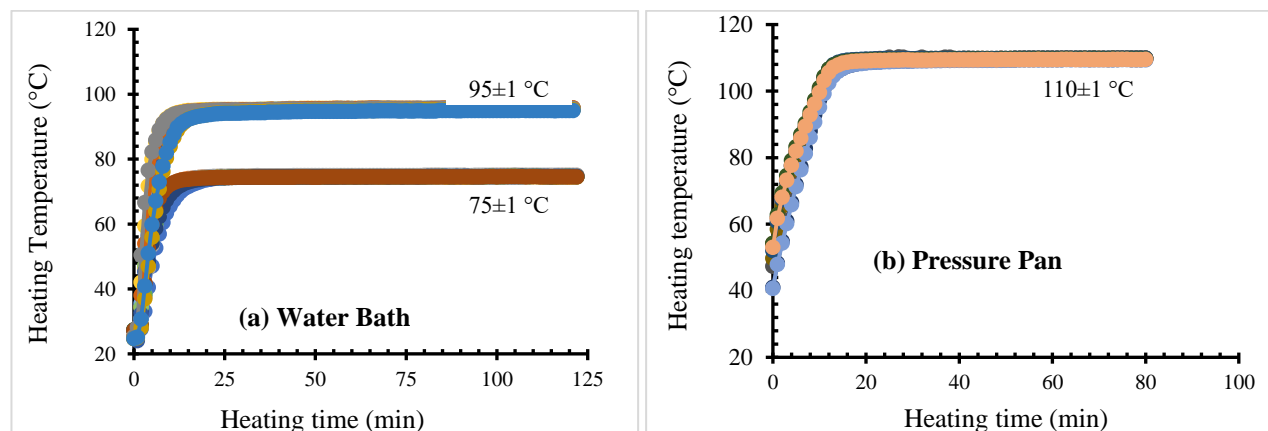 120
100
80
60
40
20
0
25
50
75
100
125
Heating Temperature (°C)
Heating time (min)
95±1 °C
75±1 °C
(a) Water Bath
120
100
80
60
40
20
0
20
40
60
80
100
Heating temperature (°C)
Heating time (min)
110±1 °C
(b) Pressure Pan